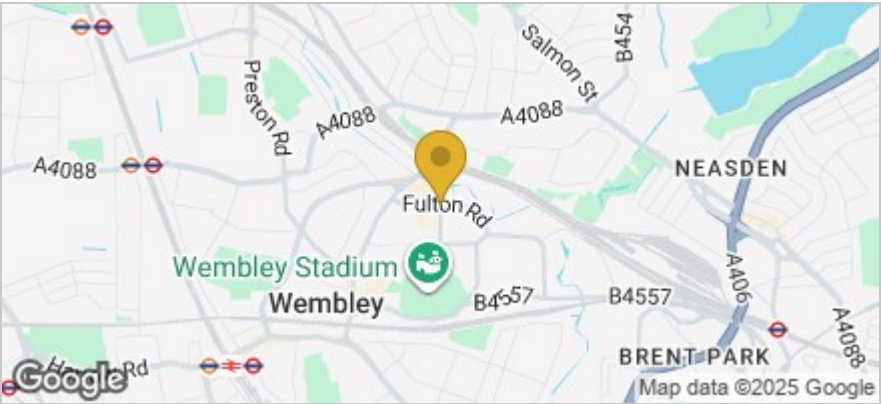 Salmon St
B454
Preston Rd
A4088
A4088
A4088
NEASDEN
Fulton Rd
Wembley Stadium
A406
Wembley
B4557
B4557
A4088
BRENT PARK
Rd
Google
Map data ©2025 Google